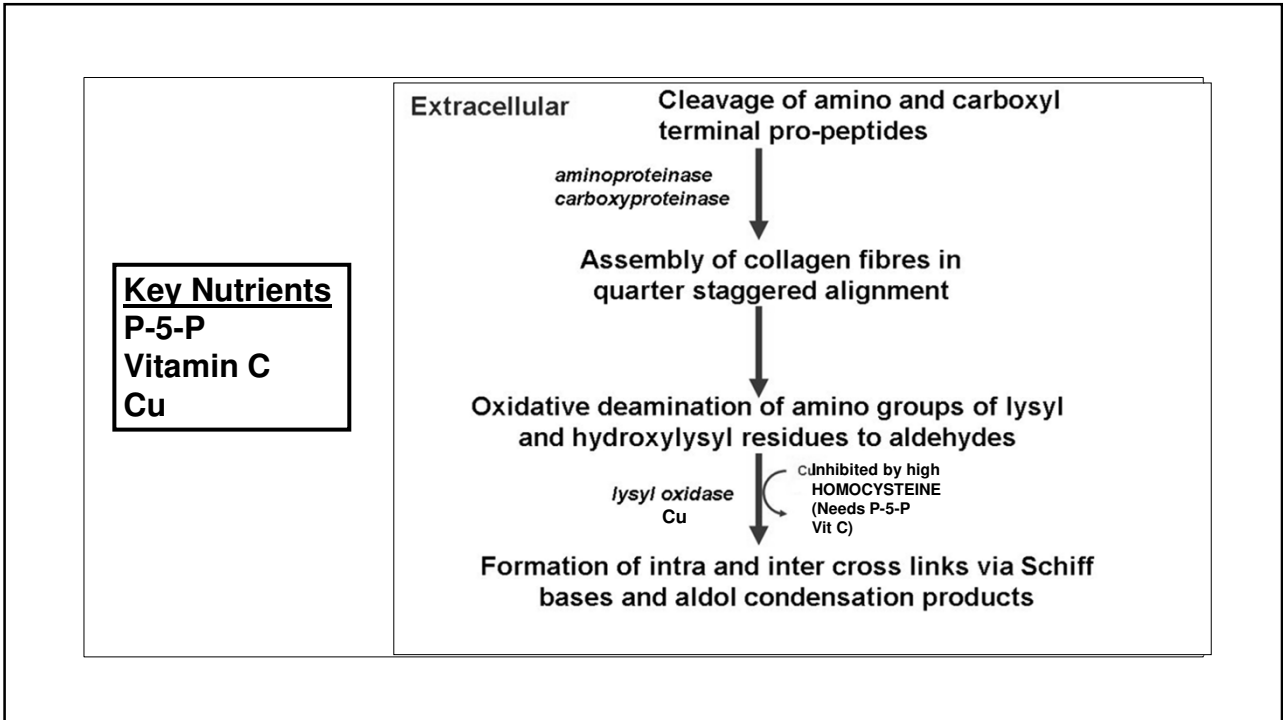 Extracellular
Cleavage of amino and carboxyl
terminal pro-peptides
aminoproteinase
carboxyproteinase
Assembly of collagen fibres in
quarter staggered alignment
Key Nutrients
P-5-P
Vitamin C
Cu
Oxidative deamination of amino groups of lysyl
and hydroxylysyl residues to aldehydes
lysyl oxidase
Cu
Cu Inhibited by high
HOMOCYSTEINE
(Needs P-5-P
Vit C)
Formation of intra and inter cross links via Schiff
bases and aldol condensation products